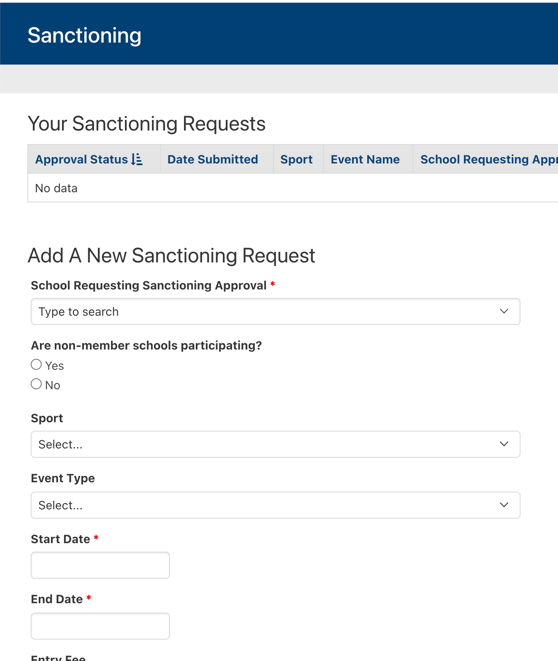 Sanctioning
Your Sanctioning Requests
Approval Status Date Submitted Sport Event Name School Requesting
No data
Add A New Sanctioning Request
School Requesting Sanctioning Approval *
Type to search
Are non-member schools participating?
Yes
No
Sport
Select...
Event Type
Select...
Start Date *
End Date *
Entry Fee